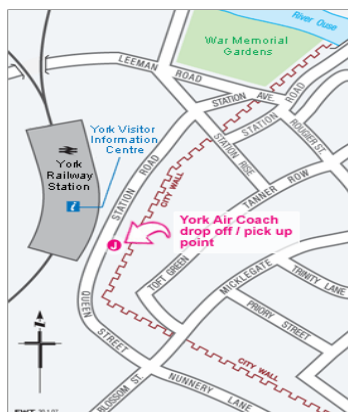 River Ouse
War Memorial
Gardens
LEEMAN
ROAD
STATION AVE.
ROAD
STATION
ROUGIER ST.
York Visitor
Information
Centre
STATION RISE
TANNER ROW
York
Railway
Station
i
STATION ROAD
CITY WALL
York Air Coach
drop off / pick up
point
TOFT GREEN
MICKLEGATE
TRINITY LANE
PRIORY STREET
QUEEN STREET
CITY WALL
NUNNERY LANE
BLOSSOM ST.